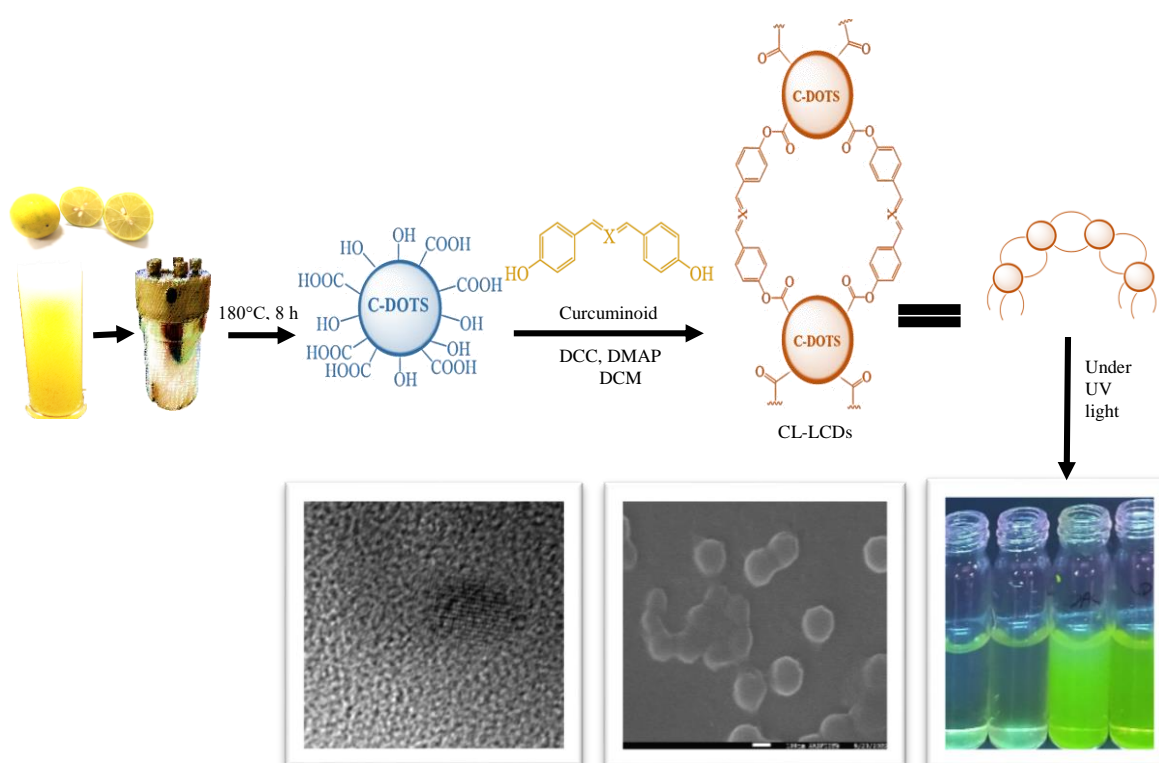 180°C, 8 h
HO
OH
COOH
HOOC
COOH
C-DOTS
HO
OH
HOOC
OH
HOOC
COOH
OH
HO
X
OH
Curcuminoid
DCC, DMAP
DCM
O
O
C-DOTS
O
O
O
O
X
X
O
O
O
O
C-DOTS
O
O
CL-LCDs
Under
UV
light